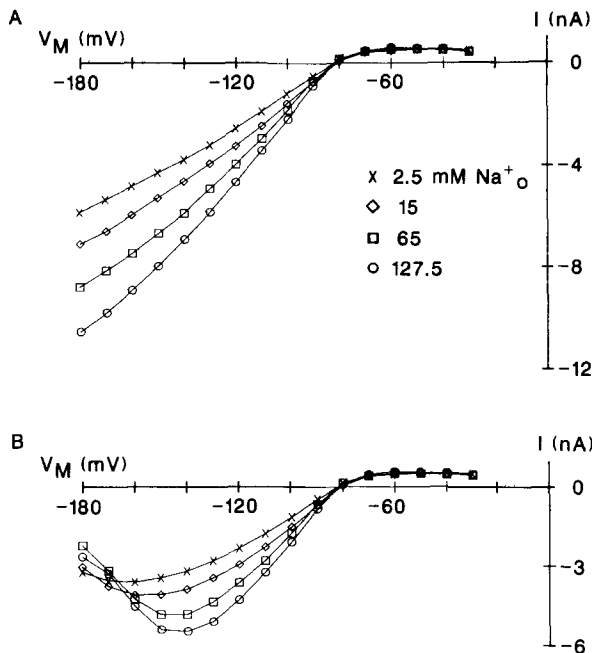 A
V_M (mV)
I (nA)
-180
-120
-60
0
-4
-8
-12
× 2.5 mM Na⁺o
◇ 15
□ 65
○ 127.5
B
V_M (mV)
I (nA)
-180
-120
-60
0
-3
-6